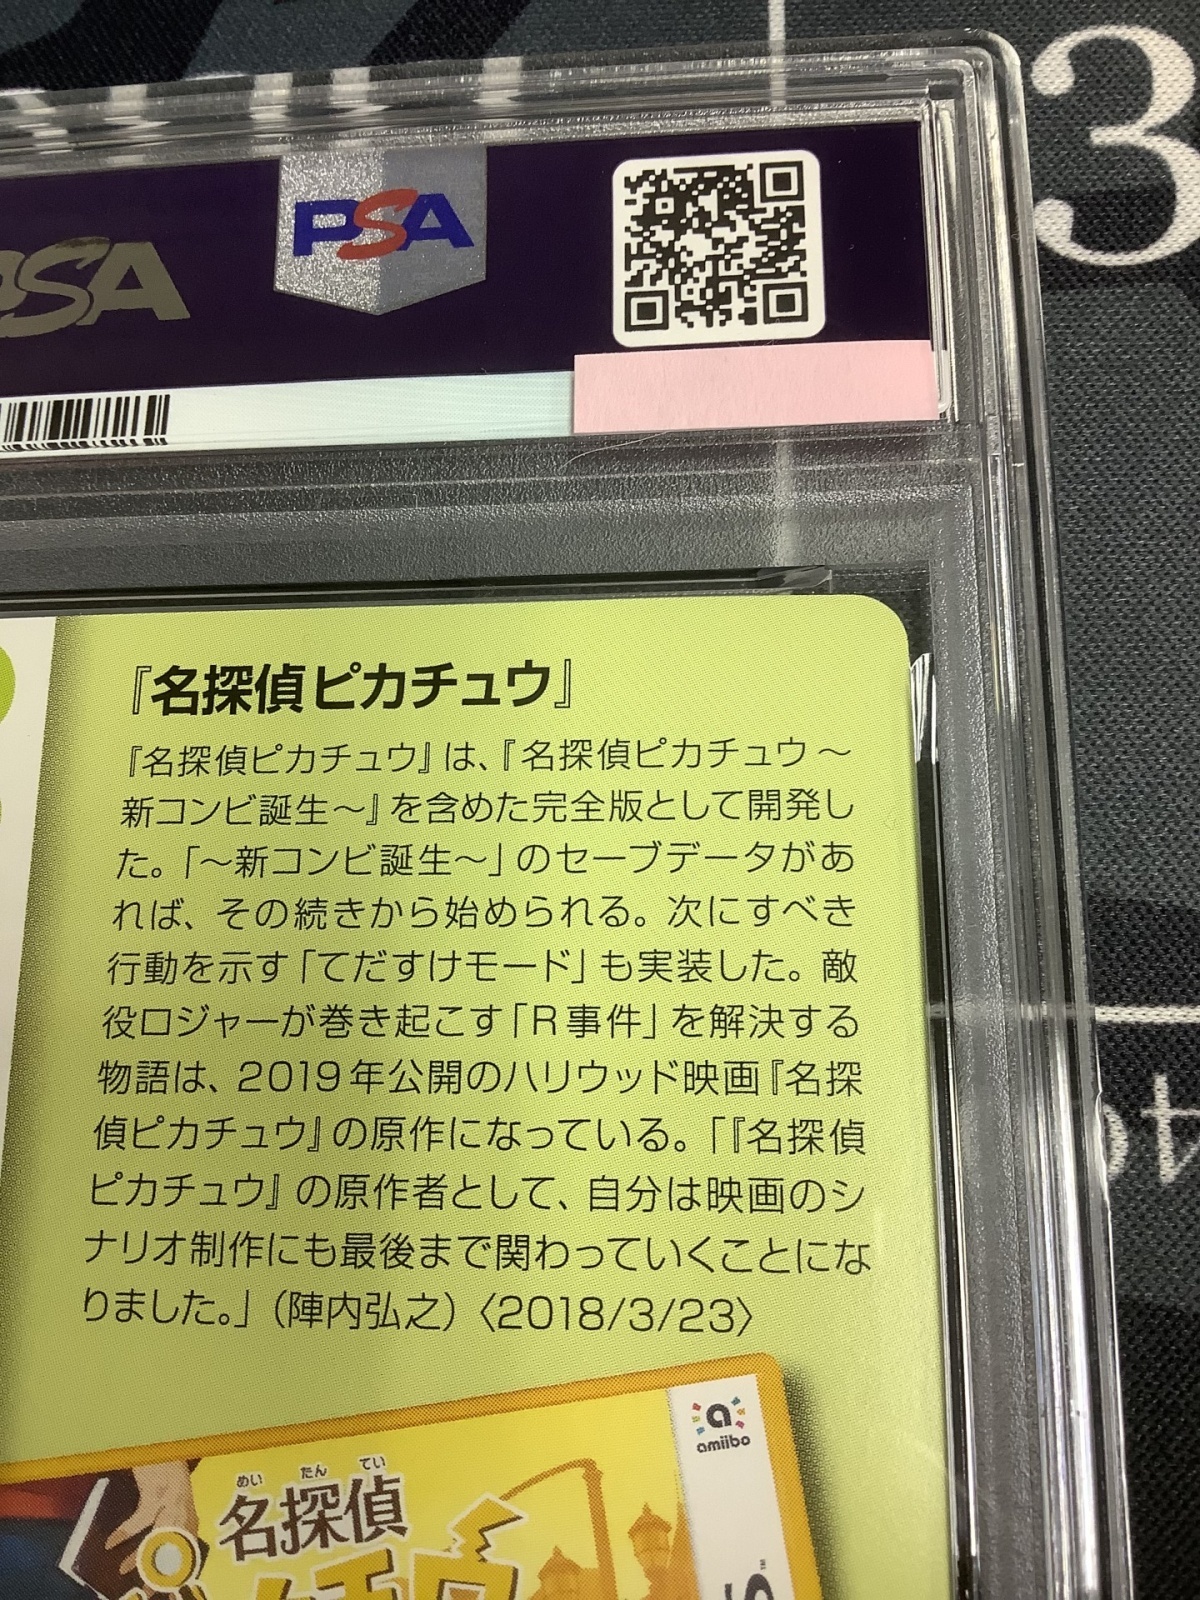 3
PSA
PSA
『名探偵ピカチュウ』
『名探偵ピカチュウ』は、『名探偵ピカチュウ～
新コンビ誕生～』を含めた完全版として開発し
た。「～新コンビ誕生～」のセーブデータがあ
れば、その続きから始められる。次にすべき
行動を示す「てだすけモード」も実装した。敵
役ロジャーが巻き起こす「R事件」を解決する
物語は、2019年公開のハリウッド映画『名探
偵ピカチュウ』の原作になっている。「『名探偵
ピカチュウ』の原作者として、自分は映画のシ
ナリオ制作にも最後まで関わっていくことにな
りました。」（陣内弘之）〈2018/3/23〉
amiibo
めい たん てい
名探偵
ピカチュウ